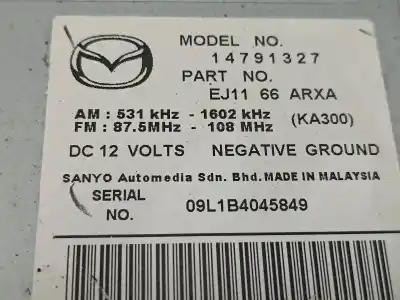 MODEL NO.
14791327
PART NO.
EJ11 66 ARXA
AM : 531 kHz - 1602 kHz
FM : 87.5MHz - 108 MHz (KA300)
DC 12 VOLTS NEGATIVE GROUND
SANYO Automedia Sdn. Bhd. MADE IN MALAYSIA
SERIAL
NO. 09L1B4045849